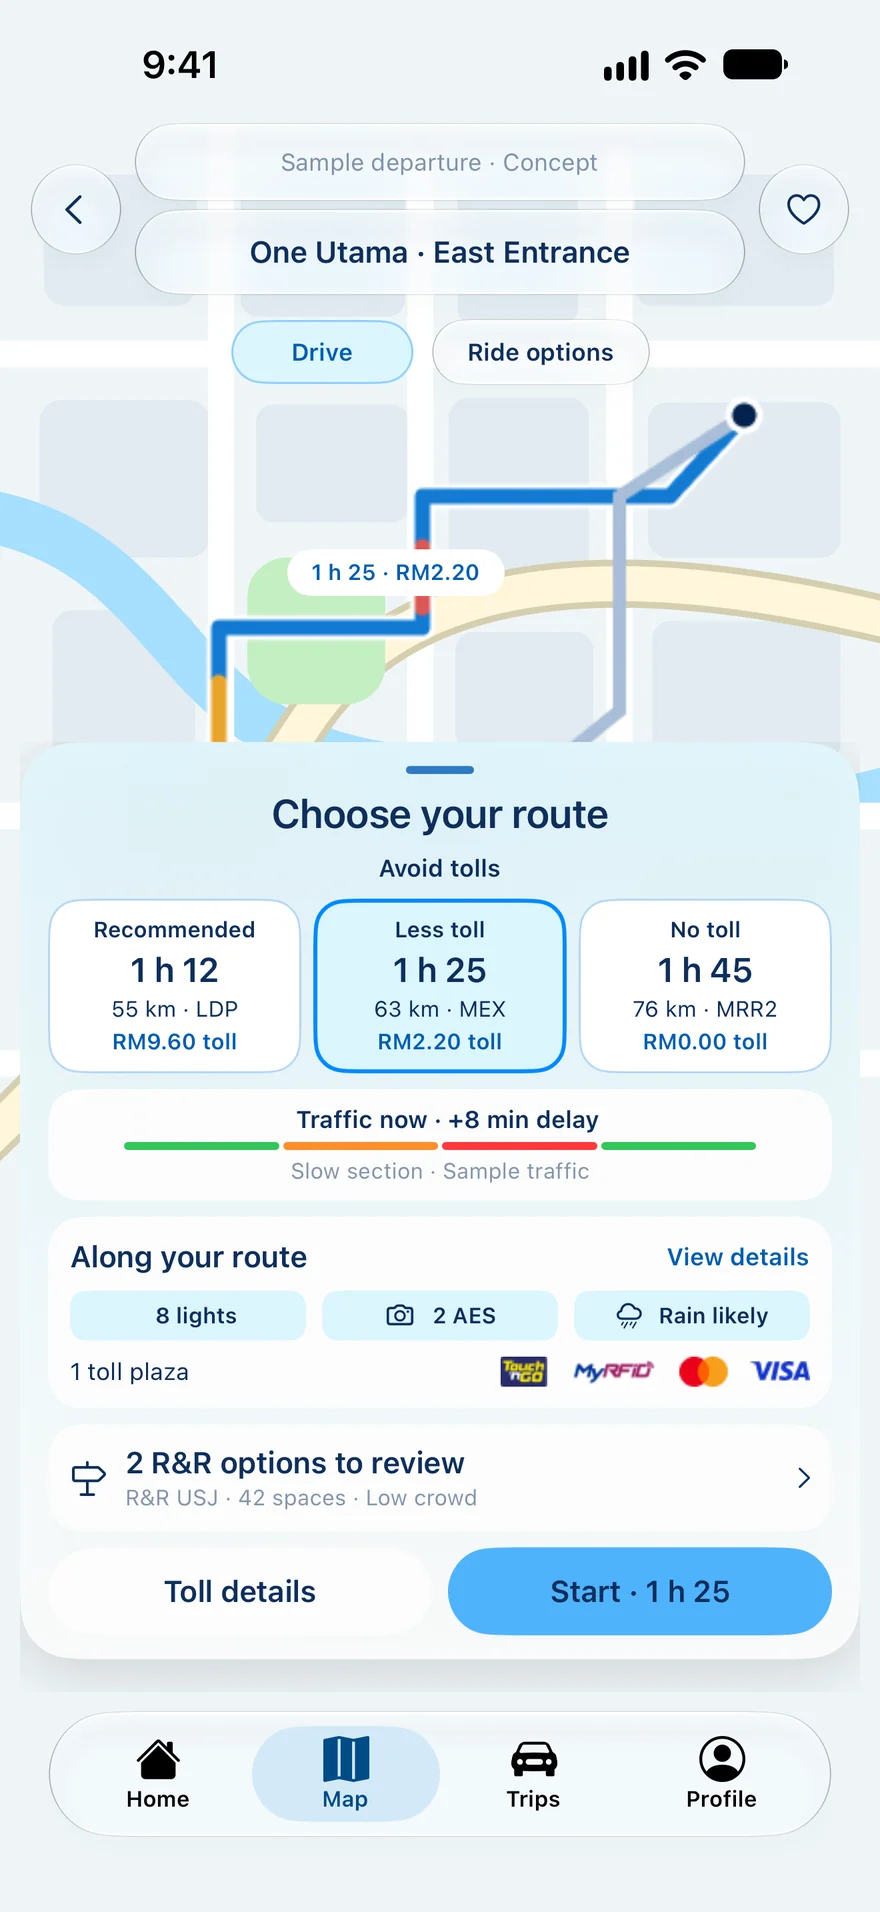 9:41
Sample departure · Concept
One Utama · East Entrance
Drive
Ride options
1 h 25 · RM2.20
Choose your route
Avoid tolls
Recommended
1 h 12
55 km · LDP
RM9.60 toll
Less toll
1 h 25
63 km · MEX
RM2.20 toll
No toll
1 h 45
76 km · MRR2
RM0.00 toll
Traffic now · +8 min delay
Slow section · Sample traffic
Along your route
View details
8 lights
2 AES
Rain likely
1 toll plaza
Touch 'n GO
MyRFID
VISA
2 R&R options to review
R&R USJ · 42 spaces · Low crowd
Toll details
Start · 1 h 25
Home
Map
Trips
Profile